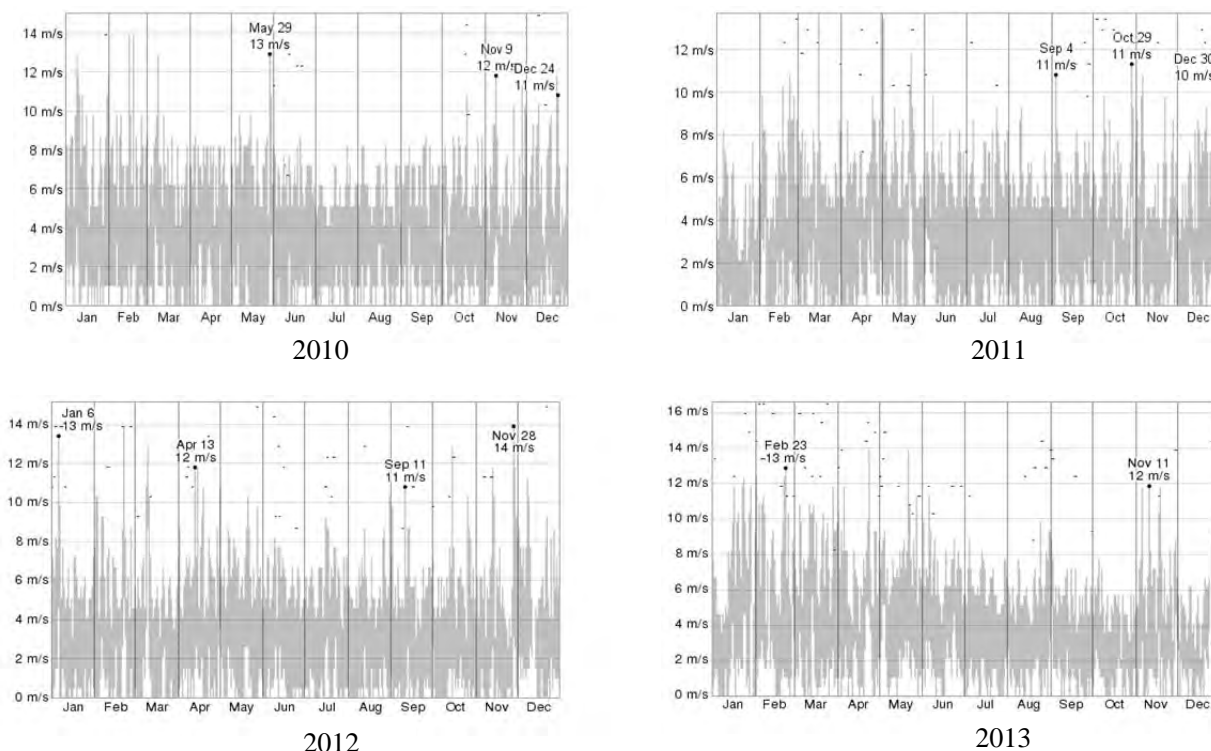 14 m/s
12 m/s
10 m/s
8 m/s
6 m/s
4 m/s
2 m/s
0 m/s
May 29
13 m/s
Nov 9
12 m/s
Dec 24
11 m/s
Jan Feb Mar Apr May Jun Jul Aug Sep Oct Nov Dec
2010
12 m/s
10 m/s
8 m/s
6 m/s
4 m/s
2 m/s
0 m/s
Sep 4
11 m/s
Oct 29
11 m/s
Dec 30
10 m/s
Jan Feb Mar Apr May Jun Jul Aug Sep Oct Nov Dec
2011
14 m/s
12 m/s
10 m/s
8 m/s
6 m/s
4 m/s
2 m/s
0 m/s
Jan 6
13 m/s
Apr 13
12 m/s
Sep 11
11 m/s
Nov 28
14 m/s
Jan Feb Mar Apr May Jun Jul Aug Sep Oct Nov Dec
2012
16 m/s
14 m/s
12 m/s
10 m/s
8 m/s
6 m/s
4 m/s
2 m/s
0 m/s
Feb 23
13 m/s
Nov 11
12 m/s
Jan Feb Mar Apr May Jun Jul Aug Sep Oct Nov Dec
2013